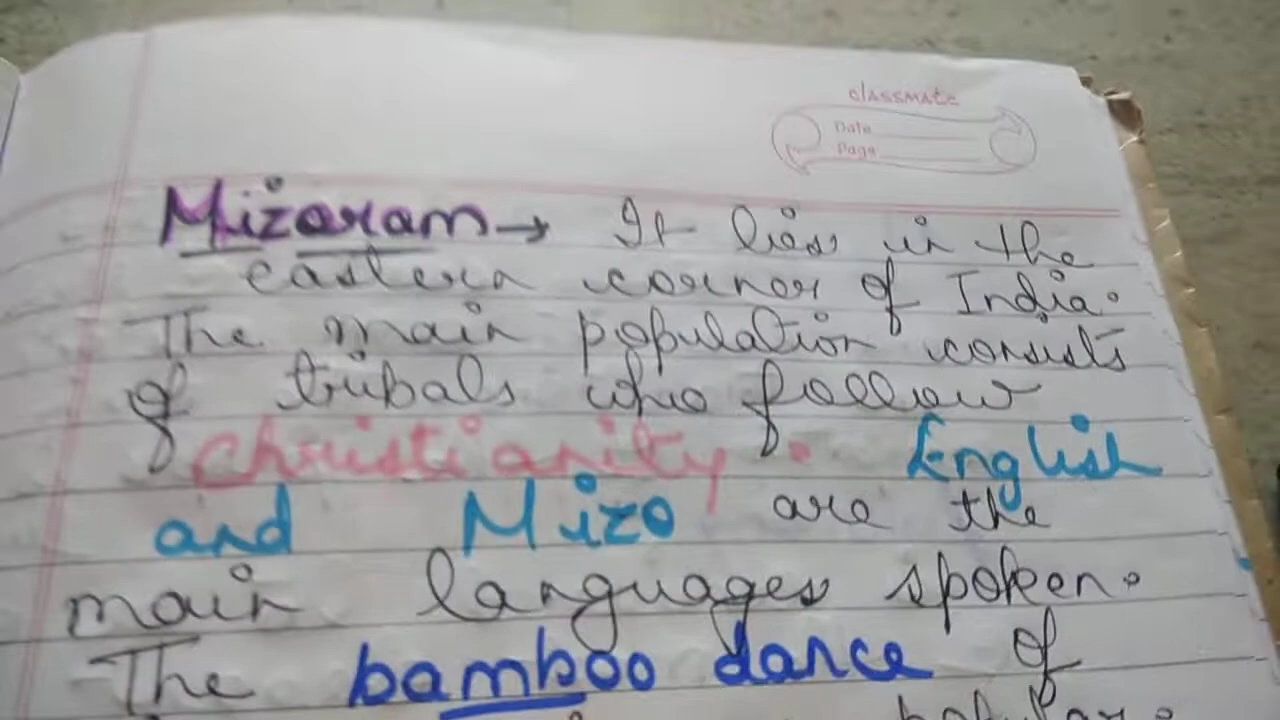 classmate
Date
Page
Mizoram → It lies in the
eastern corner of India.
The main population consists
of tribals who follow
Christianity. English
and Mizo are the
main languages spoken.
The bamboo dance of